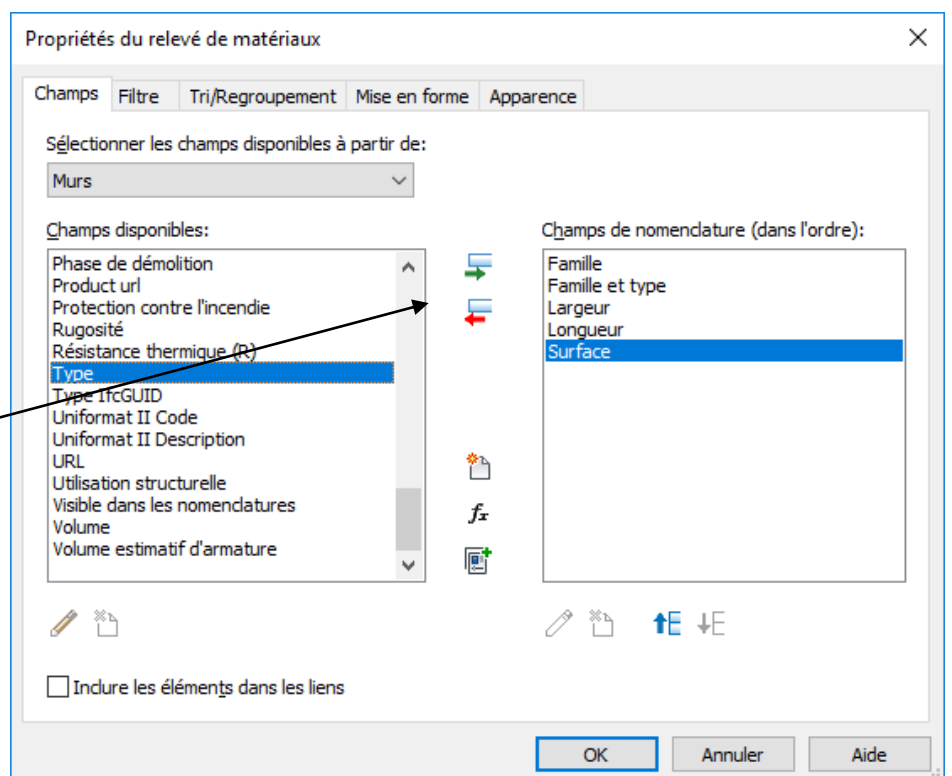 Propriétés du relevé de matériaux
Champs Filtre Tri/Regroupement Mise en forme Apparence
Sélectionner les champs disponibles à partir de:
Murs
Champs disponibles:
Phase de démolition
Product url
Protection contre l'incendie
Rugosité
Résistance thermique (R)
Type
Type IfcGUID
Uniformat II Code
Uniformat II Description
URL
Utilisation structurelle
Visible dans les nomenclatures
Volume
Volume estimatif d'armature
fx
Champs de nomenclature (dans l'ordre):
Famille
Famille et type
Largeur
Longueur
Surface
Inclure les éléments dans les liens
OK Annuler Aide